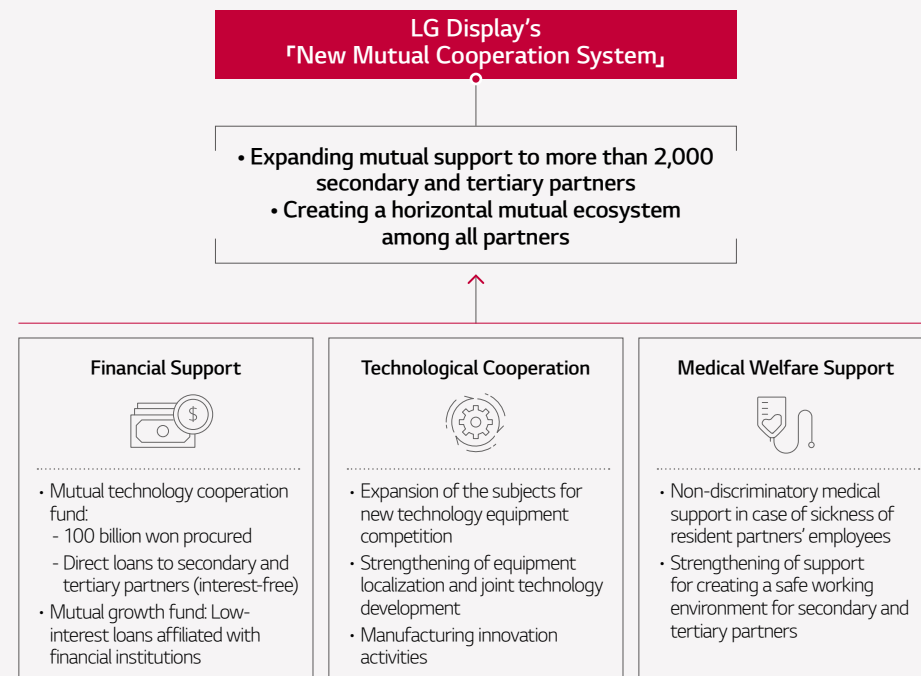 LG Display's
「New Mutual Cooperation System」
• Expanding mutual support to more than 2,000
secondary and tertiary partners
• Creating a horizontal mutual ecosystem
among all partners
Financial Support
$
• Mutual technology cooperation
fund:
- 100 billion won procured
- Direct loans to secondary and
tertiary partners (interest-free)
• Mutual growth fund: Low-
interest loans affiliated with
financial institutions
Technological Cooperation
• Expansion of the subjects for
new technology equipment
competition
• Strengthening of equipment
localization and joint technology
development
• Manufacturing innovation
activities
Medical Welfare Support
• Non-discriminatory medical
support in case of sickness of
resident partners' employees
• Strengthening of support
for creating a safe working
environment for secondary and
tertiary partners